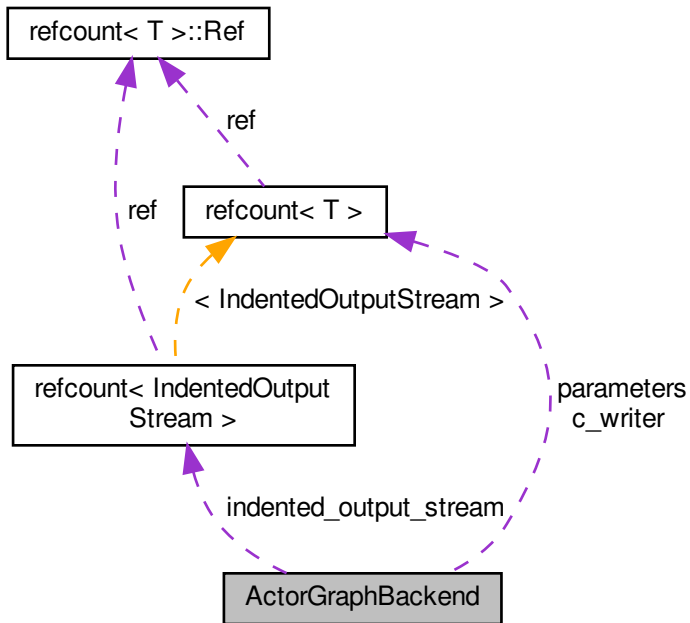 refcount< T >::Ref
ref
ref
refcount< T >
< IndentedOutputStream >
refcount< IndentedOutput
Stream >
parameters
c_writer
indented_output_stream
ActorGraphBackend